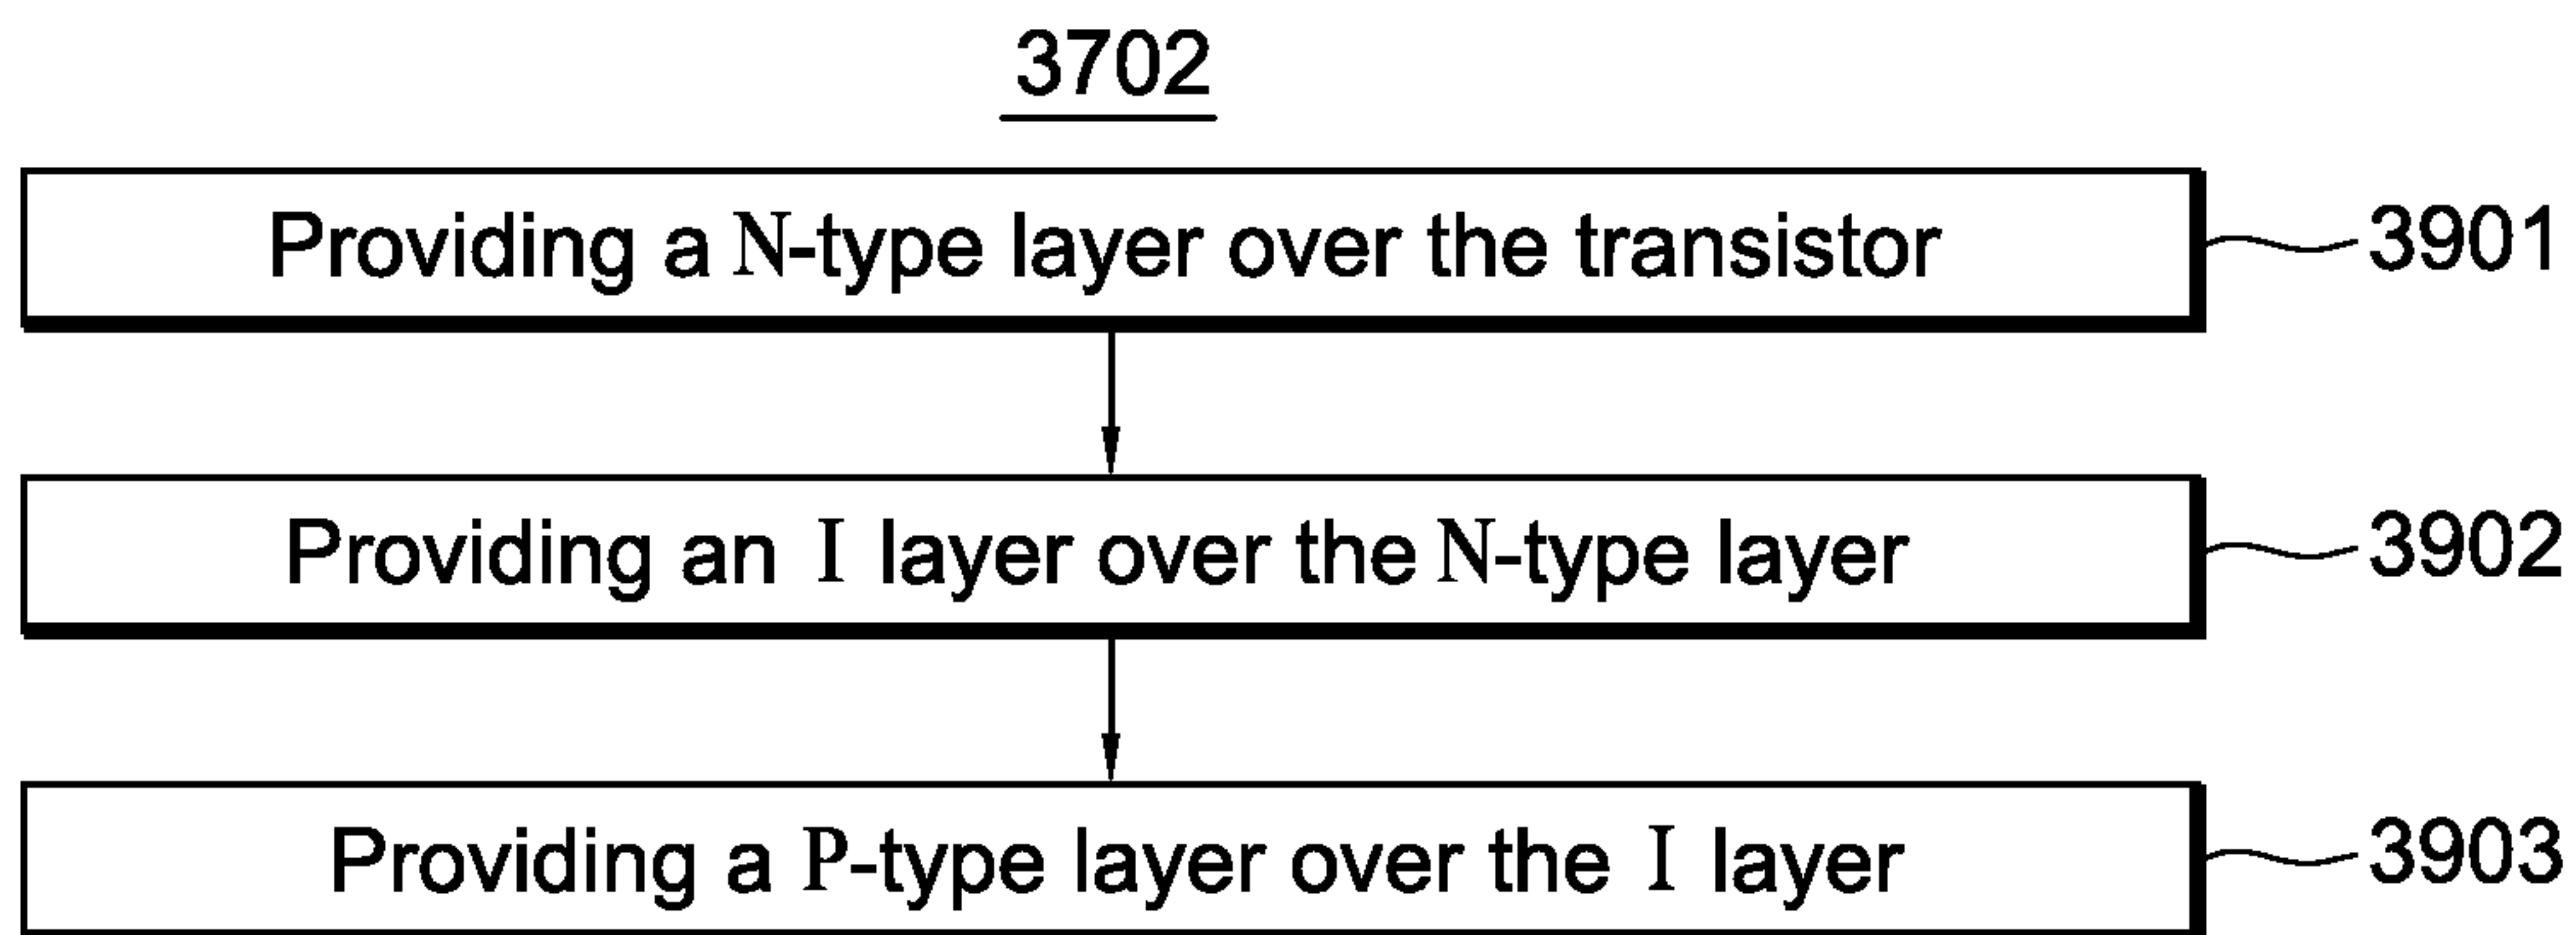 3702
Providing a N-type layer over the transistor
3901
Providing an I layer over the N-type layer
3902
Providing a P-type layer over the I layer
3903